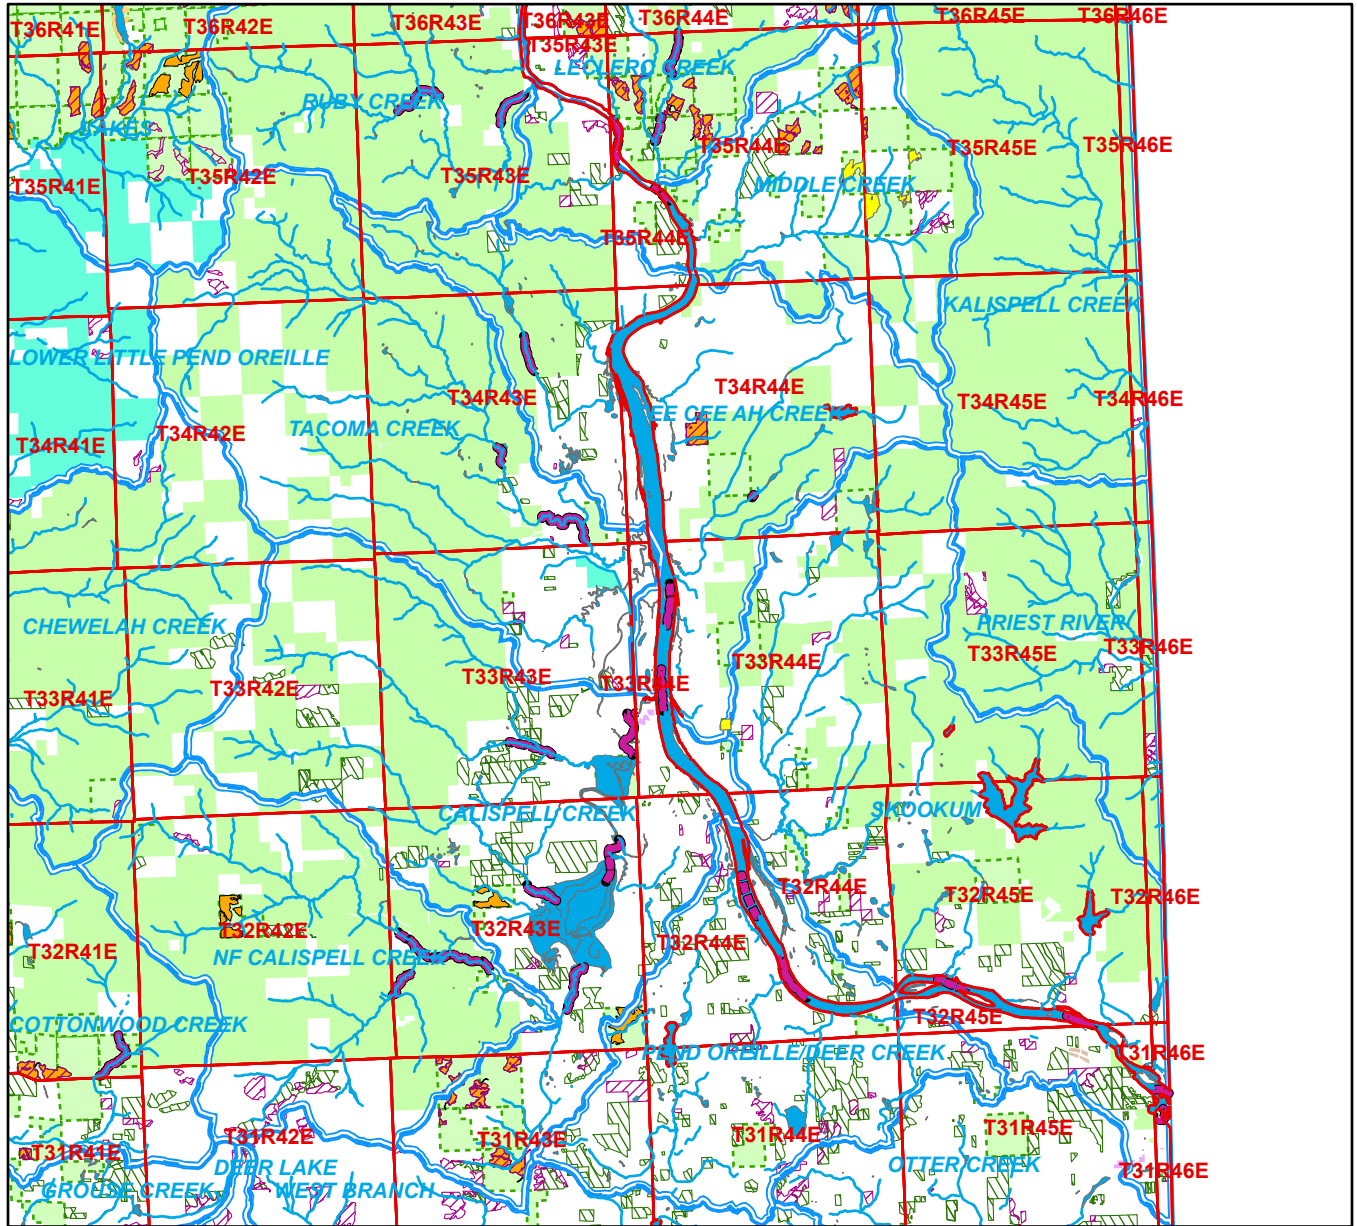 T36R41E
T36R42E
T36R43E
T36R43E
T36R44E
T36R45E
T36R46E
T35R43E
LECLERC CREEK
RUBY CREEK
LAKES
T35R41E
T35R42E
T35R43E
T35R44E
MIDDLE CREEK
T35R45E
T35R46E
T35R44E
KALISPELL CREEK
LOWER LITTLE PEND OREILLE
T34R43E
T34R44E
T34R45E
T34R46E
CEE CEE AH CREEK
TACOMA CREEK
T34R42E
T34R41E
CHEWELAH CREEK
PRIEST RIVER
T33R41E
T33R42E
T33R43E
T33R44E
T33R44E
T33R45E
T33R46E
CALISPELL CREEK
SKOOKUM
T32R44E
T32R45E
T32R46E
T32R41E
T32R42E
T32R43E
T32R44E
NF CALISPELL CREEK
COTTONWOOD CREEK
T32R45E
PEND OREILLE/DEER CREEK
T31R46E
T31R41E
T31R42E
T31R43E
T31R44E
T31R45E
T31R46E
DEER LAKE
OTTER CREEK
GROUSE CREEK
WEST BRANCH